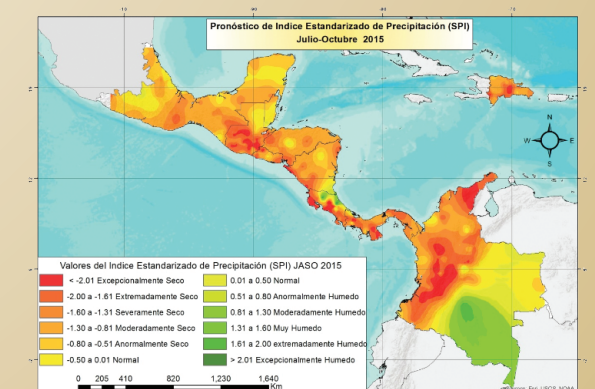 Pronóstico de Indice Estandarizado de Precipitación (SPI)
Julio-Octubre 2015
N
W E
S
Valores del Indice Estandarizado de Precipitación (SPI) JASO 2015
< -2.01 Excepcionalmente Seco
-2.00 a -1.61 Extremadamente Seco
-1.60 a -1.31 Severamente Seco
-1.30 a -0.81 Moderadamente Seco
-0.80 a -0.51 Anormalmente Seco
-0.50 a 0.01 Normal
0.01 a 0.50 Normal
0.51 a 0.80 Anormalmente Humedo
0.81 a 1.30 Moderadamente Humedo
1.31 a 1.60 Muy Humedo
1.61 a 2.00 extremadamente Humedo
> 2.01 Excepcionalmente Humedo
0 205 410 820 1,230 1,640
Km